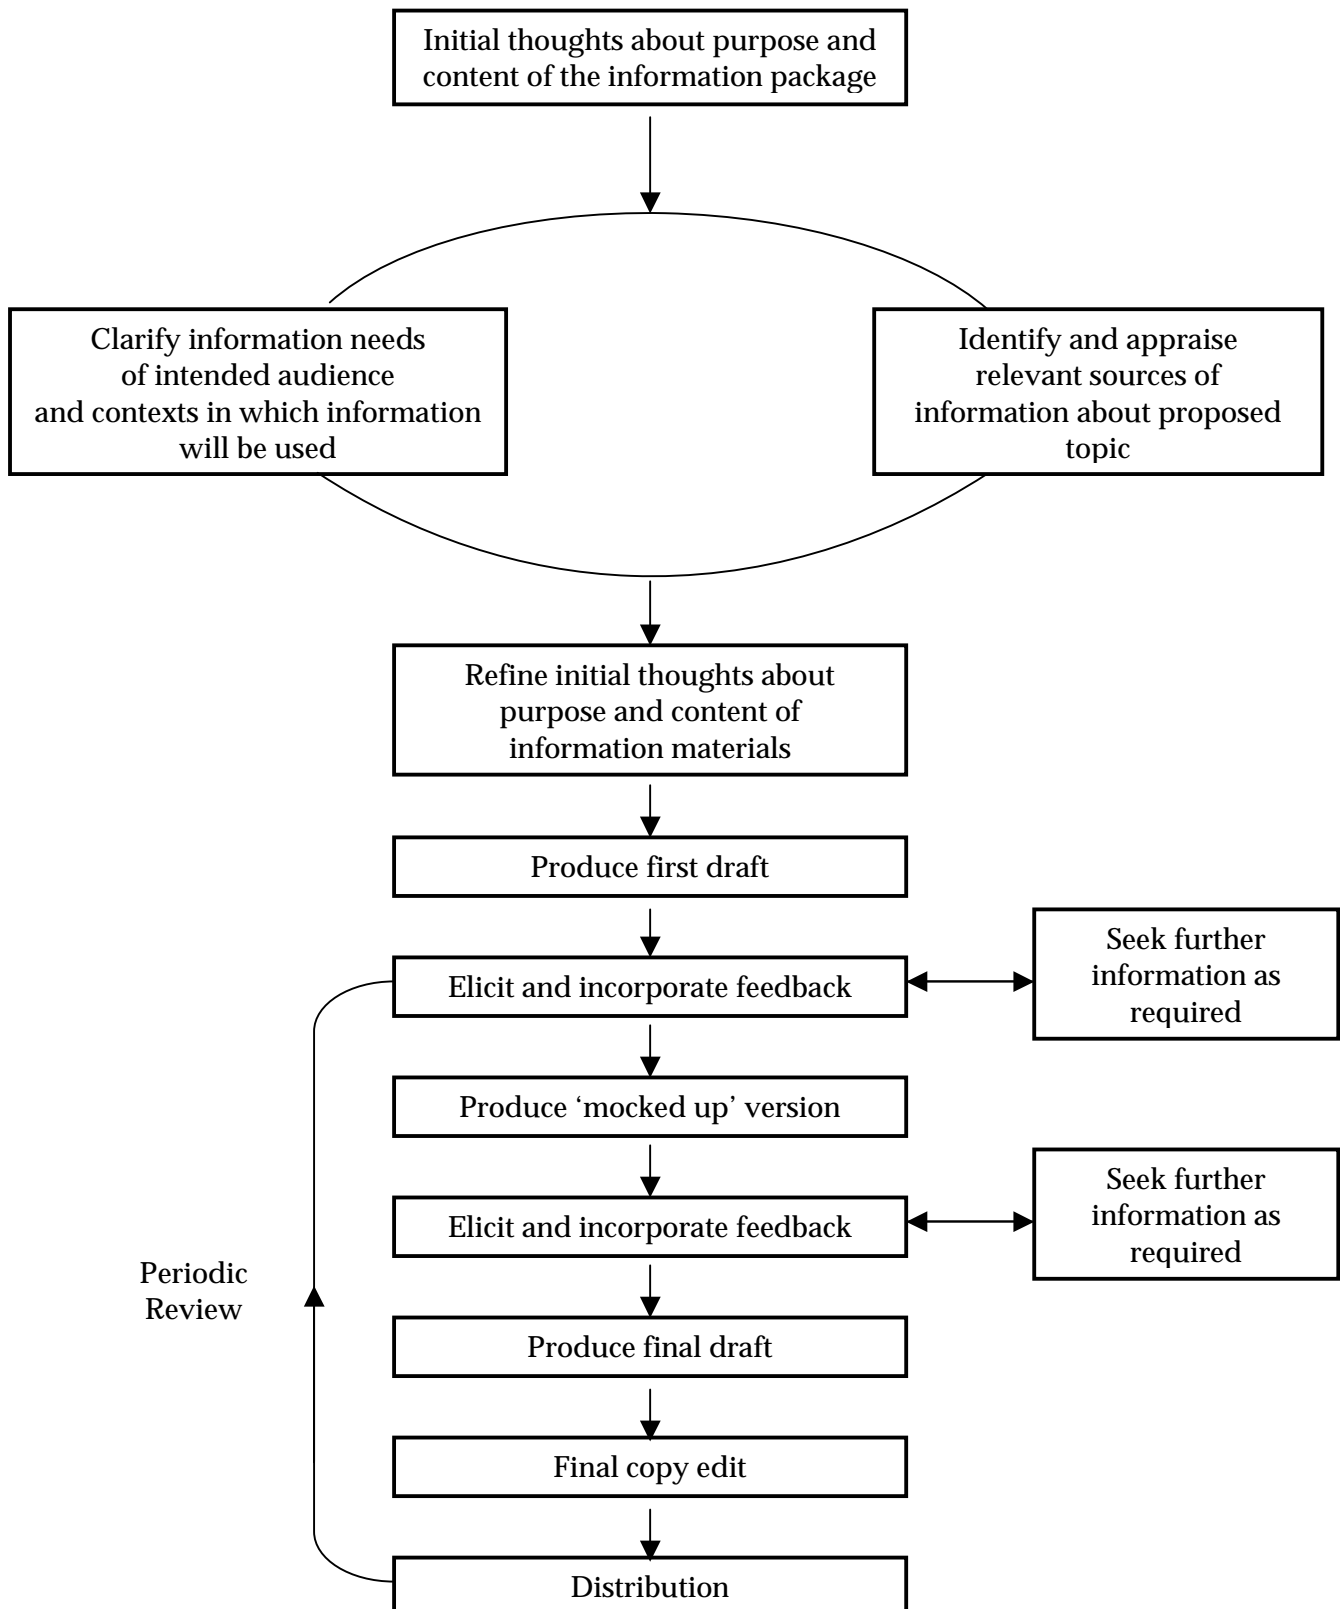 Initial thoughts about purpose and
content of the information package
Clarify information needs
of intended audience
and contexts in which information
will be used
Identify and appraise
relevant sources of
information about proposed
topic
Refine initial thoughts about
purpose and content of
information materials
Produce first draft
Elicit and incorporate feedback
Seek further
information as
required
Produce ‘mocked up’ version
Elicit and incorporate feedback
Seek further
information as
required
Periodic
Review
Produce final draft
Final copy edit
Distribution